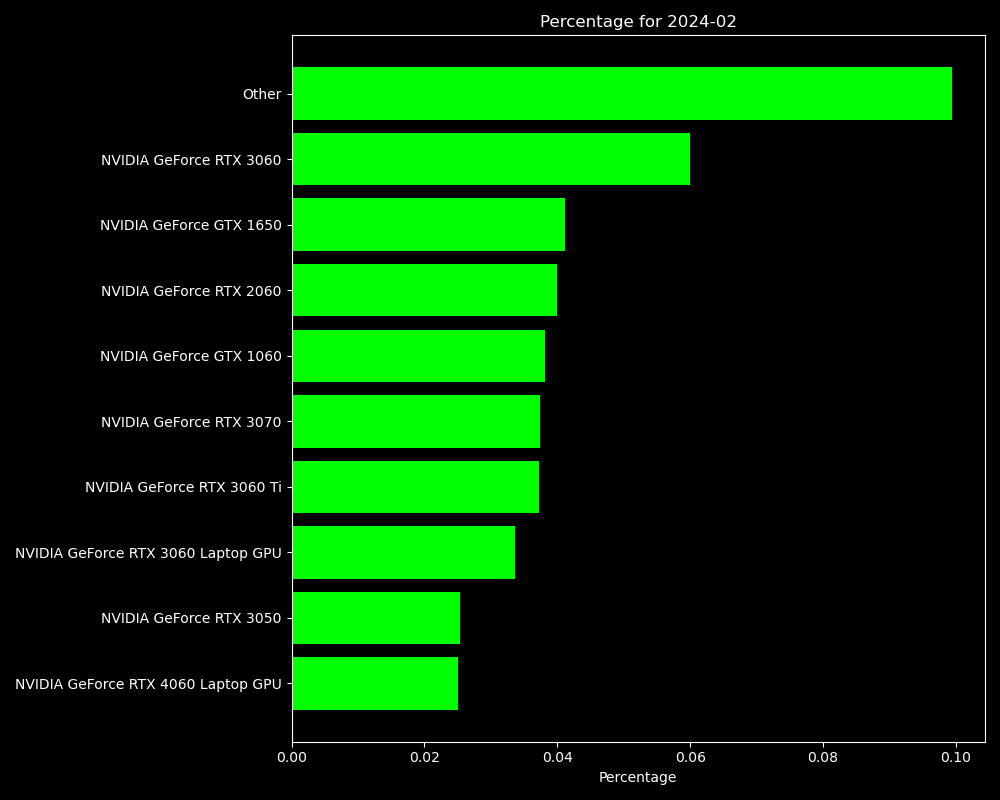 Percentage for 2024-02
Other
NVIDIA GeForce RTX 3060
NVIDIA GeForce GTX 1650
NVIDIA GeForce RTX 2060
NVIDIA GeForce GTX 1060
NVIDIA GeForce RTX 3070
NVIDIA GeForce RTX 3060 Ti
NVIDIA GeForce RTX 3060 Laptop GPU
NVIDIA GeForce RTX 3050
NVIDIA GeForce RTX 4060 Laptop GPU
0.00 0.02 0.04 0.06 0.08 0.10
Percentage